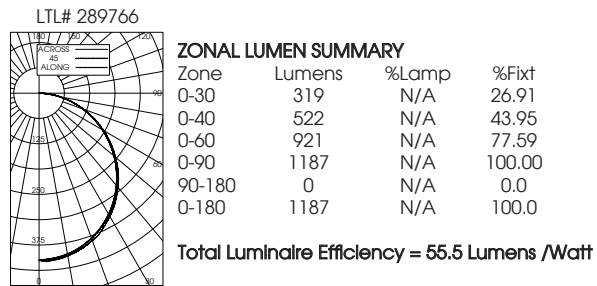 LTL# 289766
180 150 120
ACROSS
45
ALONG
90
125
60
250
375
0 30
ZONAL LUMEN SUMMARY
Zone Lumens %Lamp %Fixt
0-30 319 N/A 26.91
0-40 522 N/A 43.95
0-60 921 N/A 77.59
0-90 1187 N/A 100.00
90-180 0 N/A 0.0
0-180 1187 N/A 100.0
Total Luminaire Efficiency = 55.5 Lumens /Watt